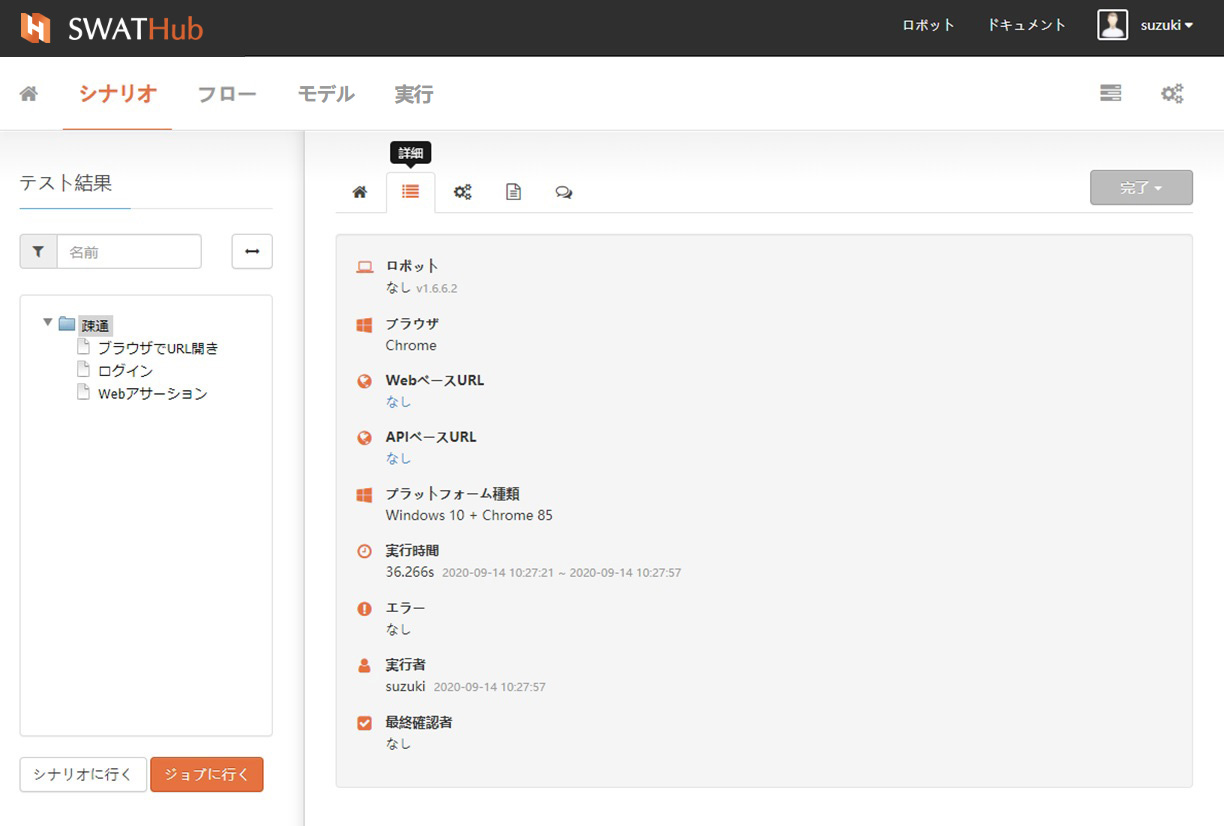 SWATHub
ロボット
ドキュメント
suzuki
シナリオ
フロー
モデル
実行
テスト結果
名前
疎通
ブラウザでURL開き
ログイン
Webアサーション
シナリオに行く
ジョブに行く
詳細
完了
ロボット
なし v1.6.6.2
ブラウザ
Chrome
WebベースURL
なし
APIベースURL
なし
プラットフォーム種類
Windows 10 + Chrome 85
実行時間
36.266s 2020-09-14 10:27:21 ~ 2020-09-14 10:27:57
エラー
なし
実行者
suzuki 2020-09-14 10:27:57
最終確認者
なし